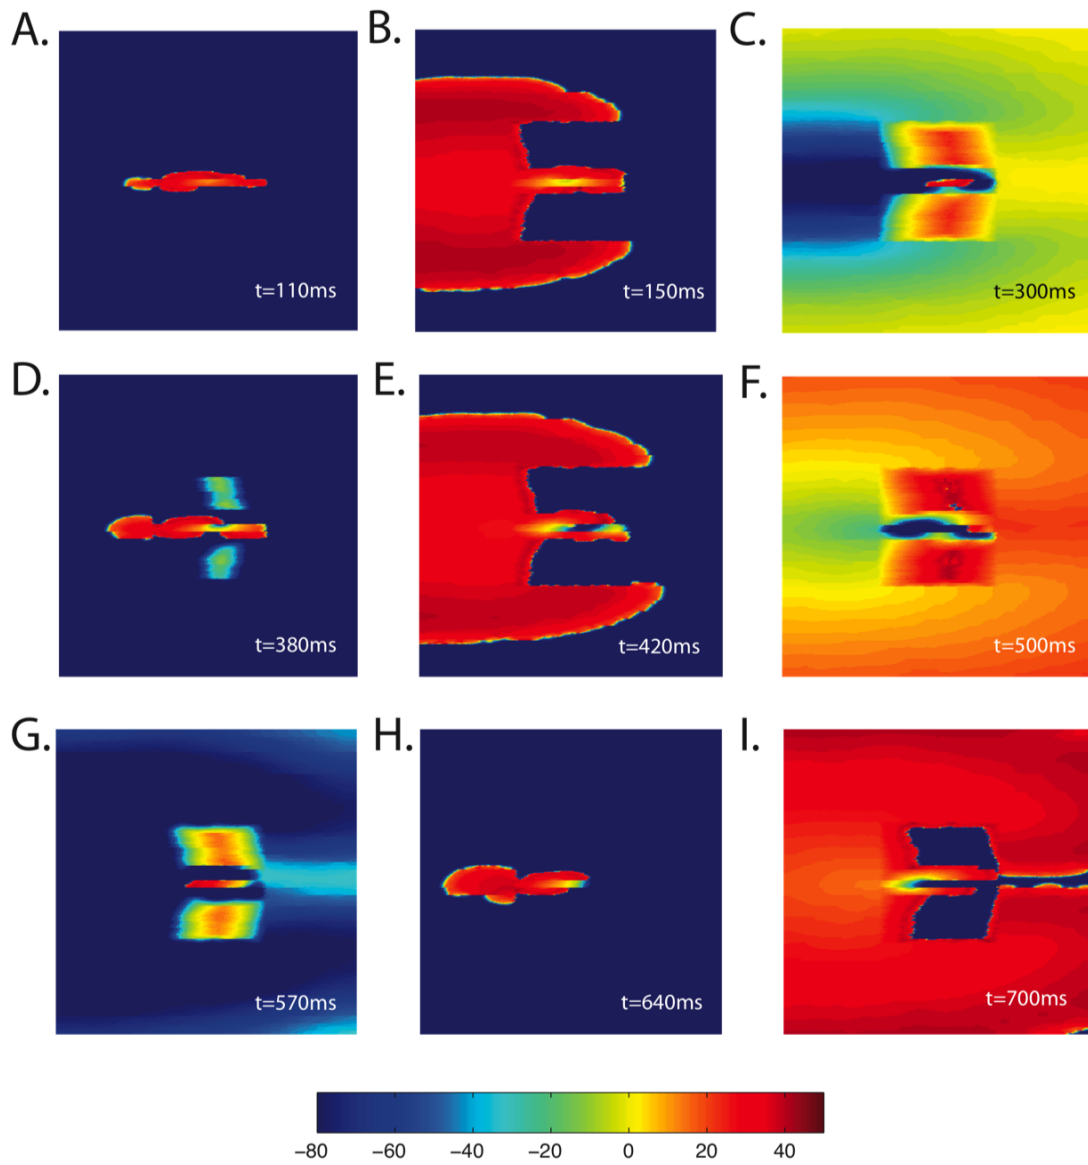 A. B. C.
t=110ms t=150ms t=300ms
D. E. F.
t=380ms t=420ms t=500ms
G. H. I.
t=570ms t=640ms t=700ms
−80 −60 −40 −20 0 20 40